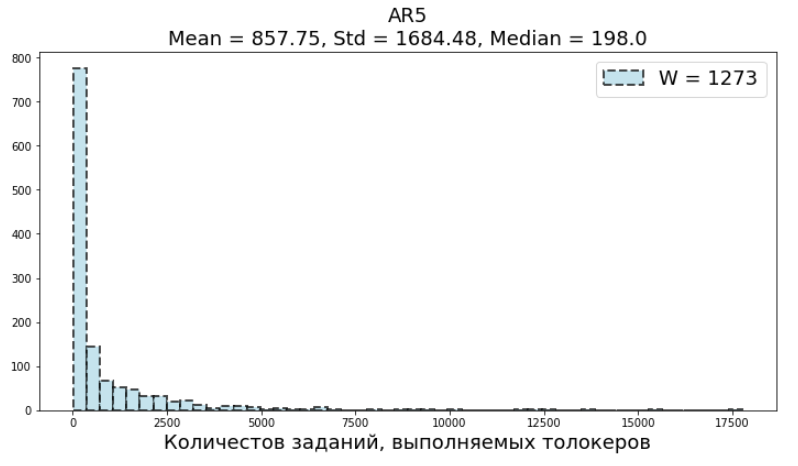 AR5
Mean = 857.75, Std = 1684.48, Median = 198.0
W = 1273
800
700
600
500
400
300
200
100
0
0 2500 5000 7500 10000 12500 15000 17500
Количестов заданий, выполняемых толокеров